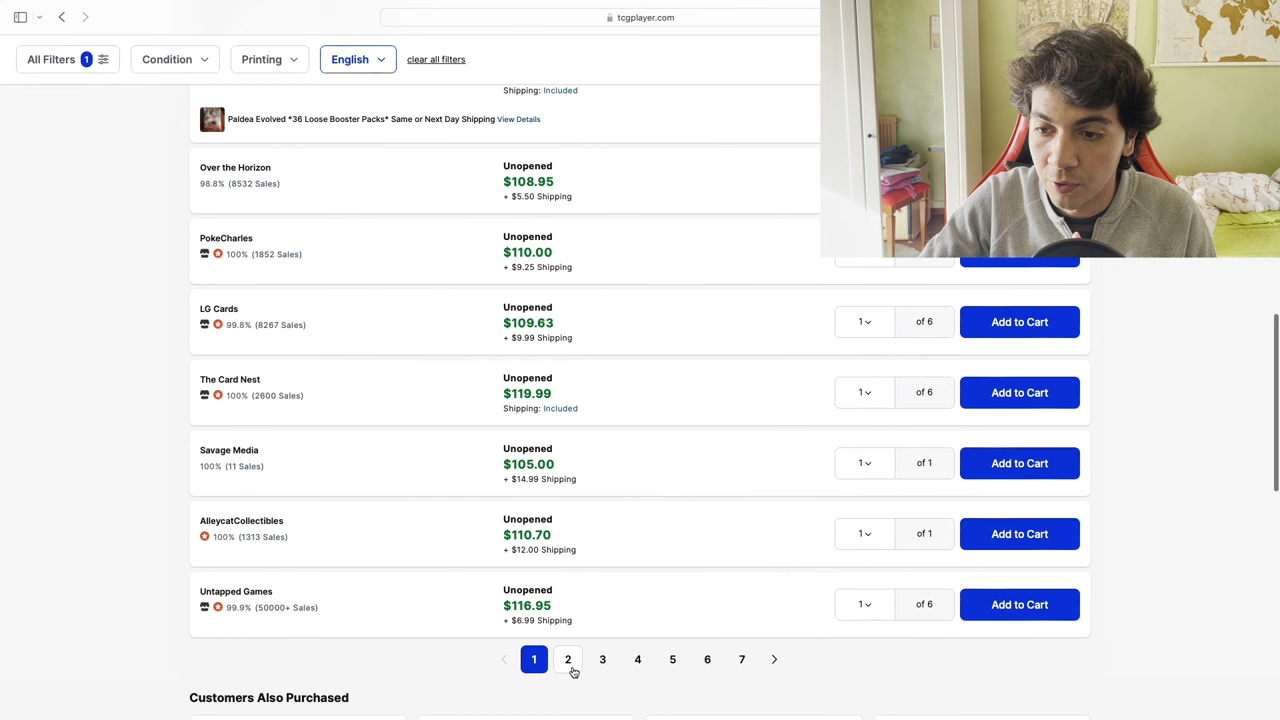 tcgplayer.com
All Filters 1
Condition
Printing
English
clear all filters
Shipping: Included
Paldea Evolved *36 Loose Booster Packs* Same or Next Day Shipping View Details
Over the Horizon
98.8% (8532 Sales)
Unopened
$108.95
+ $5.50 Shipping
PokeCharles
100% (1852 Sales)
Unopened
$110.00
+ $9.25 Shipping
LG Cards
99.8% (8267 Sales)
Unopened
$109.63
+ $9.99 Shipping
1
of 6
Add to Cart
The Card Nest
100% (2600 Sales)
Unopened
$119.99
Shipping: Included
1
of 6
Add to Cart
Savage Media
100% (11 Sales)
Unopened
$105.00
+ $14.99 Shipping
1
of 1
Add to Cart
AlleycatCollectibles
100% (1313 Sales)
Unopened
$110.70
+ $12.00 Shipping
1
of 1
Add to Cart
Untapped Games
99.9% (50000+ Sales)
Unopened
$116.95
+ $6.99 Shipping
1
of 6
Add to Cart
1 2 3 4 5 6 7
Customers Also Purchased